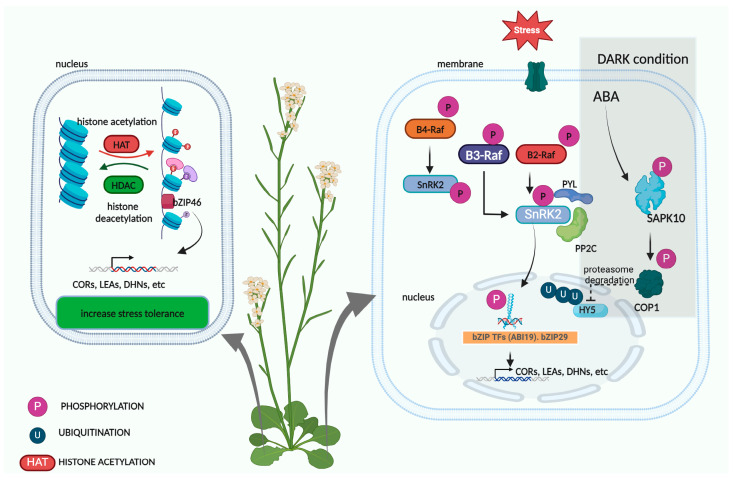 nucleus
histone acetylation
HAT
HDAC
histone
deacetylation
bZIP46
P
P
P
CORs, LEAs, DHNs, etc
increase stress tolerance
Stress
membrane
DARK condition
ABA
P
B4-Raf
P
B3-Raf
P
B2-Raf
SnRK2
P
P
PYL
SnRK2
PP2C
P
SAPK10
P
proteasome
degradation
COP1
nucleus
P
U
U
U
HY5
bZIP TFs (ABI19). bZIP29
CORs, LEAs, DHNs, etc
P
PHOSPHORYLATION
U
UBIQUITINATION
HAT
HISTONE ACETYLATION